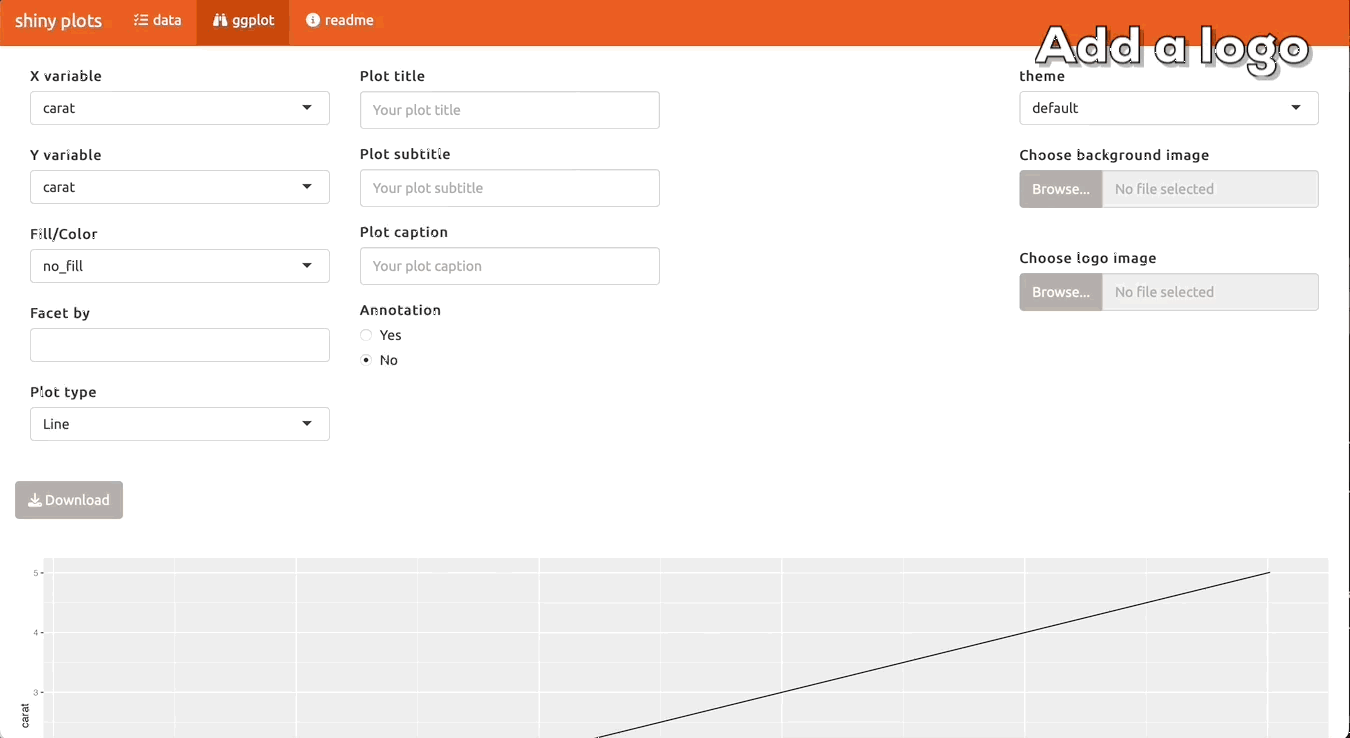 shiny plots data ggplot readme
Add a logo
X variable
carat
Y variable
carat
Fill/Color
no_fill
Facet by
Plot type
Line
Plot title
Your plot title
Plot subtitle
Your plot subtitle
Plot caption
Your plot caption
Annotation
Yes
No
theme
default
Choose background image
Browse... No file selected
Choose logo image
Browse... No file selected
Download
5
4
3
carat